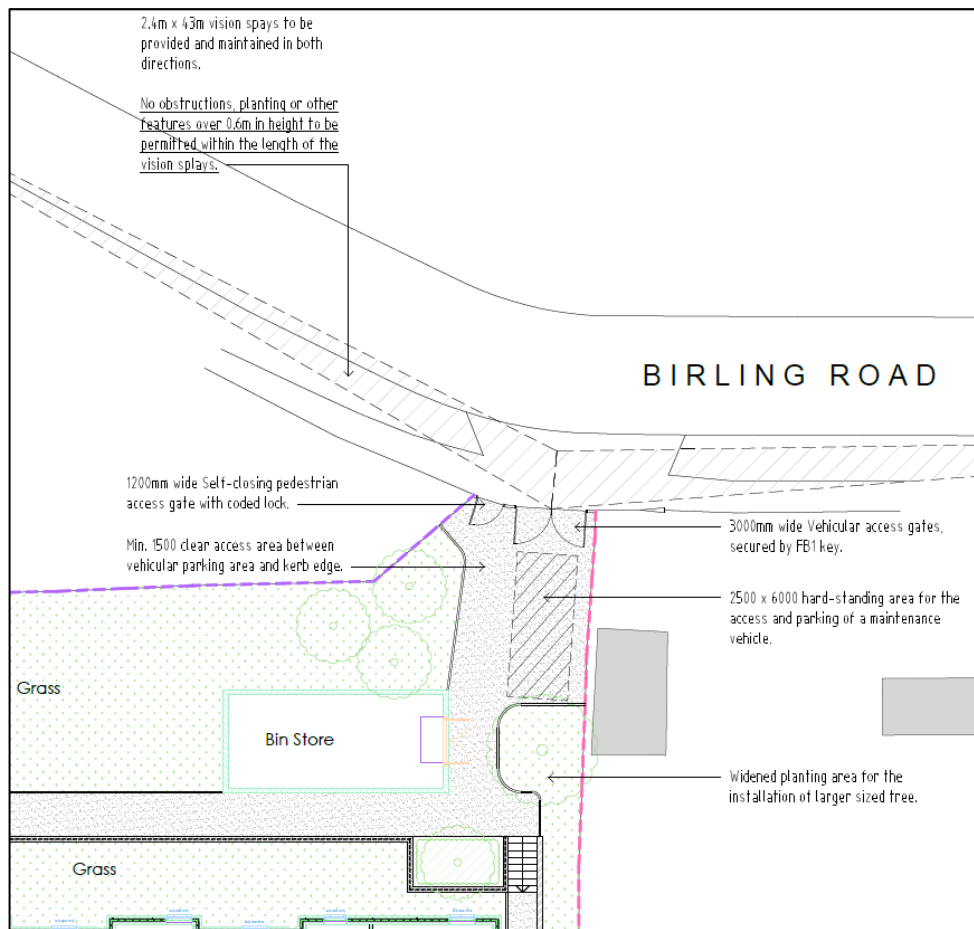 2.4m x 43m vision spays to be
provided and maintained in both
directions.
No obstructions, planting or other
features over 0.6m in height to be
permitted within the length of the
vision splays.
BIRLING ROAD
1200mm wide Self-closing pedestrian
access gate with coded lock.
Min. 1500 clear access area between
vehicular parking area and kerb edge.
3000mm wide Vehicular access gates,
secured by FB1 key.
2500 x 6000 hard-standing area for the
access and parking of a maintenance
vehicle.
Grass
Bin Store
Widened planting area for the
installation of larger sized tree.
Grass